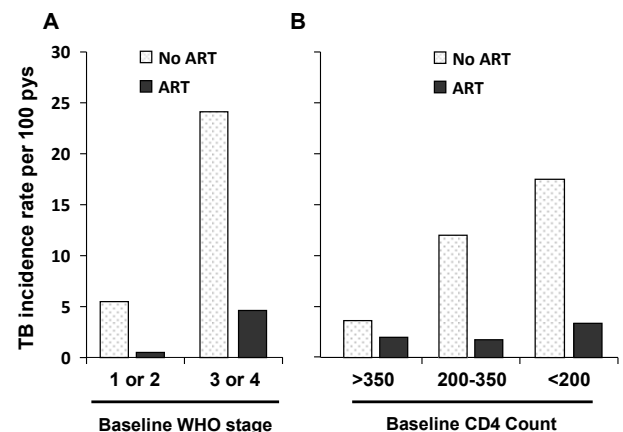 A
B
TB incidence rate per 100 pys
30
25
20
15
10
5
0
No ART
ART
No ART
ART
1 or 2
3 or 4
>350
200-350
<200
Baseline WHO stage
Baseline CD4 Count